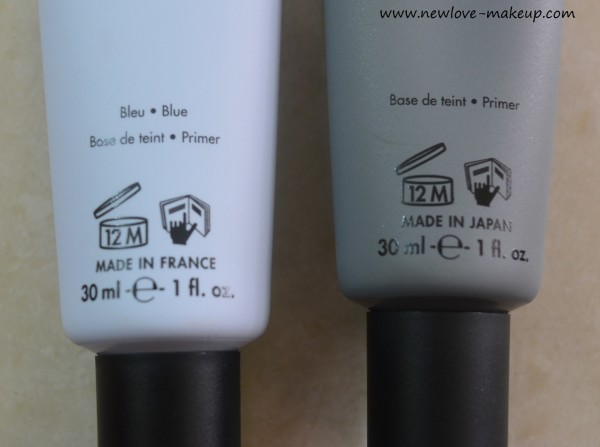 www.newlove-makeup.com
Bleu • Blue
Base de teint • Primer
12 M
MADE IN FRANCE
30 ml -e- 1 fl. oz.
Base de teint • Primer
12 M
MADE IN JAPAN
30 ml -e- 1 fl. oz.